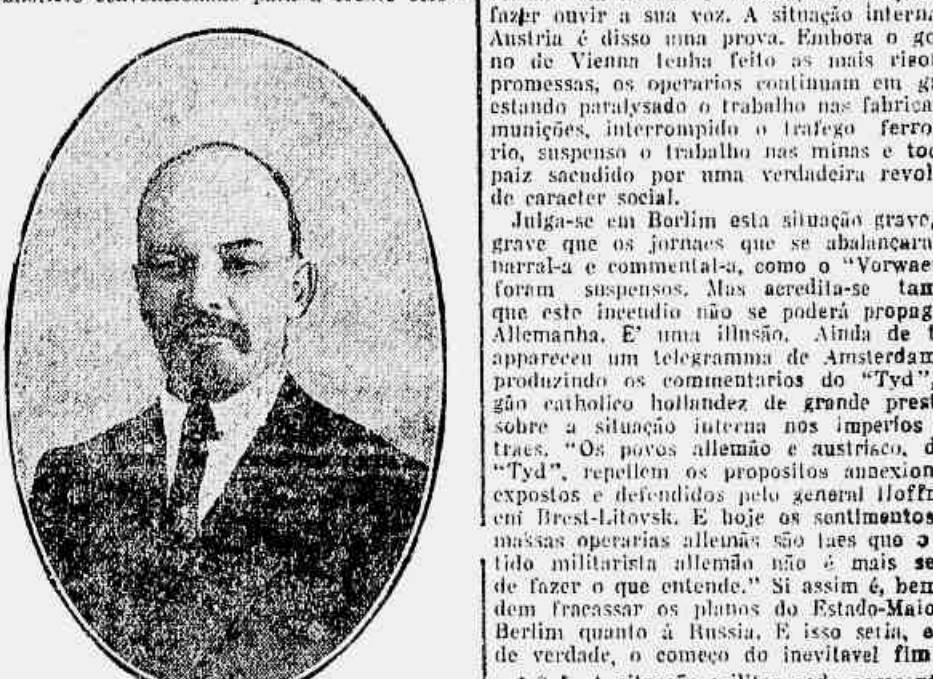 para a
fazer ouvir a sua voz. A situação interna
Austria é disso uma prova. Embora o go
no de Vienna tenha feito as mais riso
promessas, os operarios continuam em g
estando paralysado o trabalho nas fabrica
munições, interrompido o trafego ferro
rio, suspenso o trabalho nas minas e to
paiz sacudido por uma verdadeira revol
de caracter social.
Julga-se em Berlim esta situação grave,
grave que os jornaes que se abalançara
narral-a e commental-a, como o "Vorwae
foram suspensos. Mas acredita-se tam
que este incendio não se poderá propag
Allemanha. E' uma illusão. Ainda de
appareceu um telegramma de Amsterdam
produzindo os commentarios do "Tyd",
gão catholico hollandez de grande prest
sobre a situação interna nos imperios
traes. "Os povos allemão e austriaco, d
"Tyd", repellem os propositos annexion
expostos e defendidos pelo general Hoffm
em Brest-Litovsk. E hoje os sentimentos
massas operarias allemãs são taes que o
tido militarista allemão não é mais se
de fazer o que entende." Si assim é, bem
dem fracassar os planos do Estado-Maio
Berlim quanto á Russia. E isso seria, e
de verdade, o começo do inevitavel fim
A situação militar